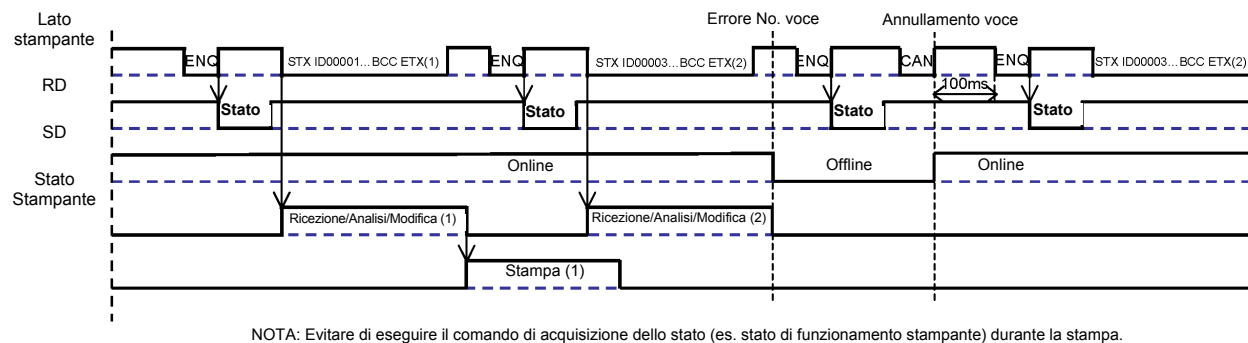 Lato
stampante
Errore No. voce
Annullamento voce
ENQ
STX ID00001...BCC ETX(1)
ENQ
STX ID00003...BCC ETX(2)
ENQ
CAN
ENQ
STX ID00003...BCC ETX(2)
RD
100ms
Stato
Stato
Stato
Stato
SD
Online
Offline
Online
Stato
Stampante
Ricezione/Analisi/Modifica (1)
Ricezione/Analisi/Modifica (2)
Stampa (1)
NOTA: Evitare di eseguire il comando di acquisizione dello stato (es. stato di funzionamento stampante) durante la stampa.